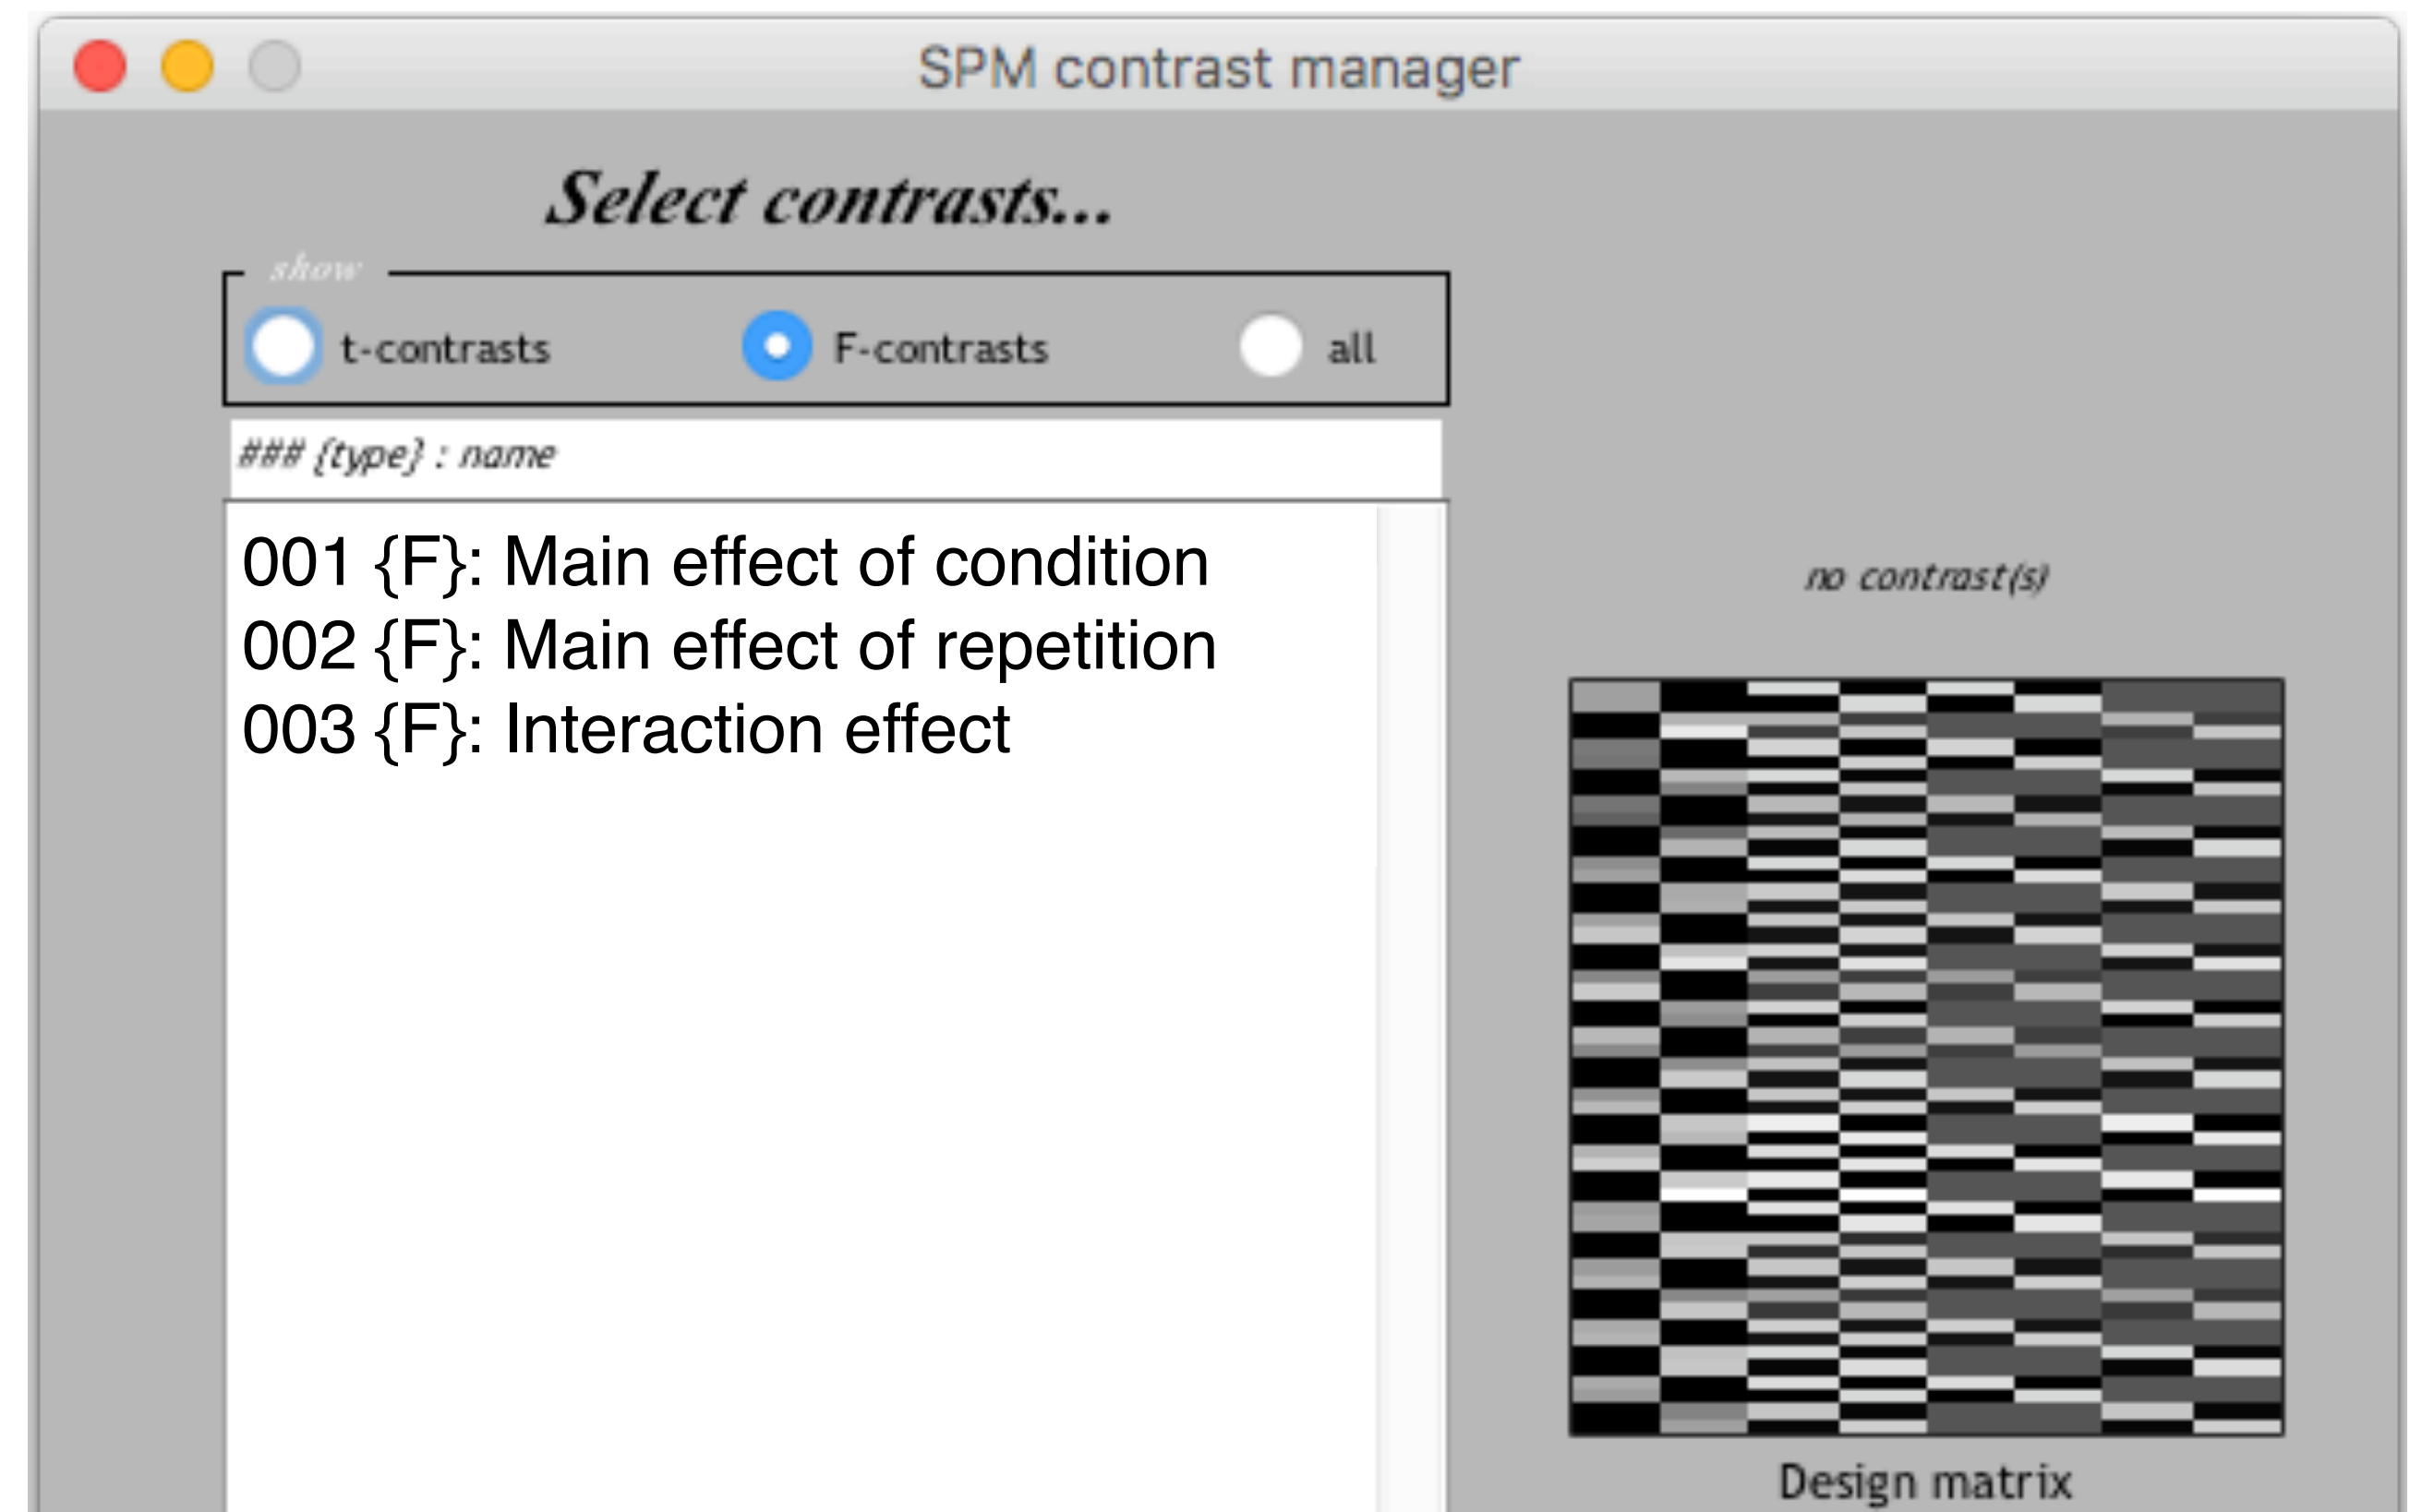 SPM contrast manager
Select contrasts...
show
t-contrasts F-contrasts all
### {type} : name
001 {F}: Main effect of condition
002 {F}: Main effect of repetition
003 {F}: Interaction effect
no contrast(s)
Design matrix